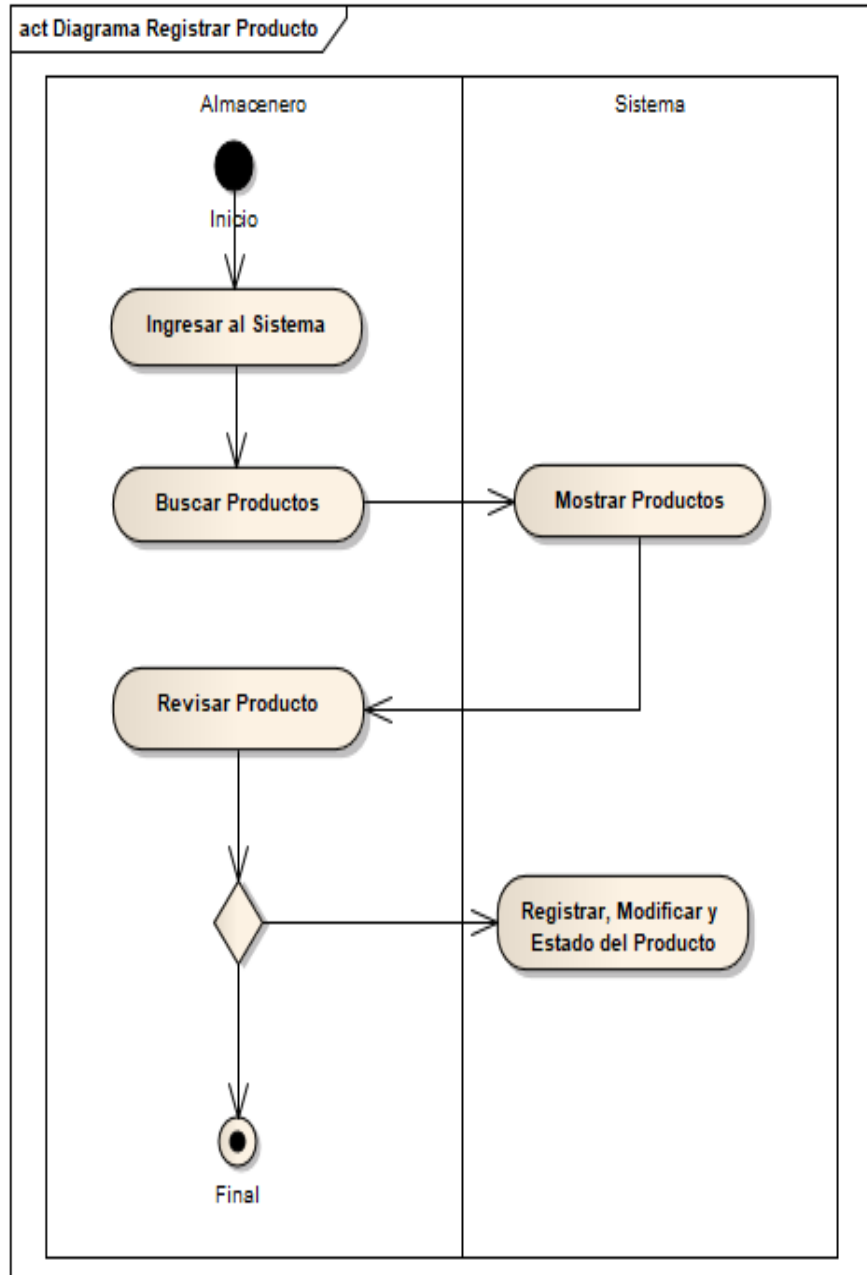 act Diagrama Registrar Producto
Almacenero
Sistema
Inicio
Ingresar al Sistema
Buscar Productos
Mostrar Productos
Revisar Producto
Registrar, Modificar y
Estado del Producto
Final